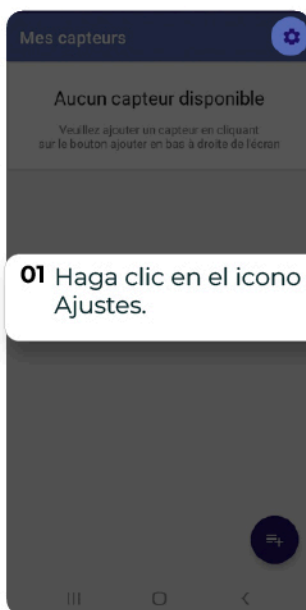 Mes capteurs
Aucun capteur disponible
Veuillez ajouter un capteur en cliquant
sur le bouton ajouter en bas à droite de l'écran
01 Haga clic en el icono
Ajustes.